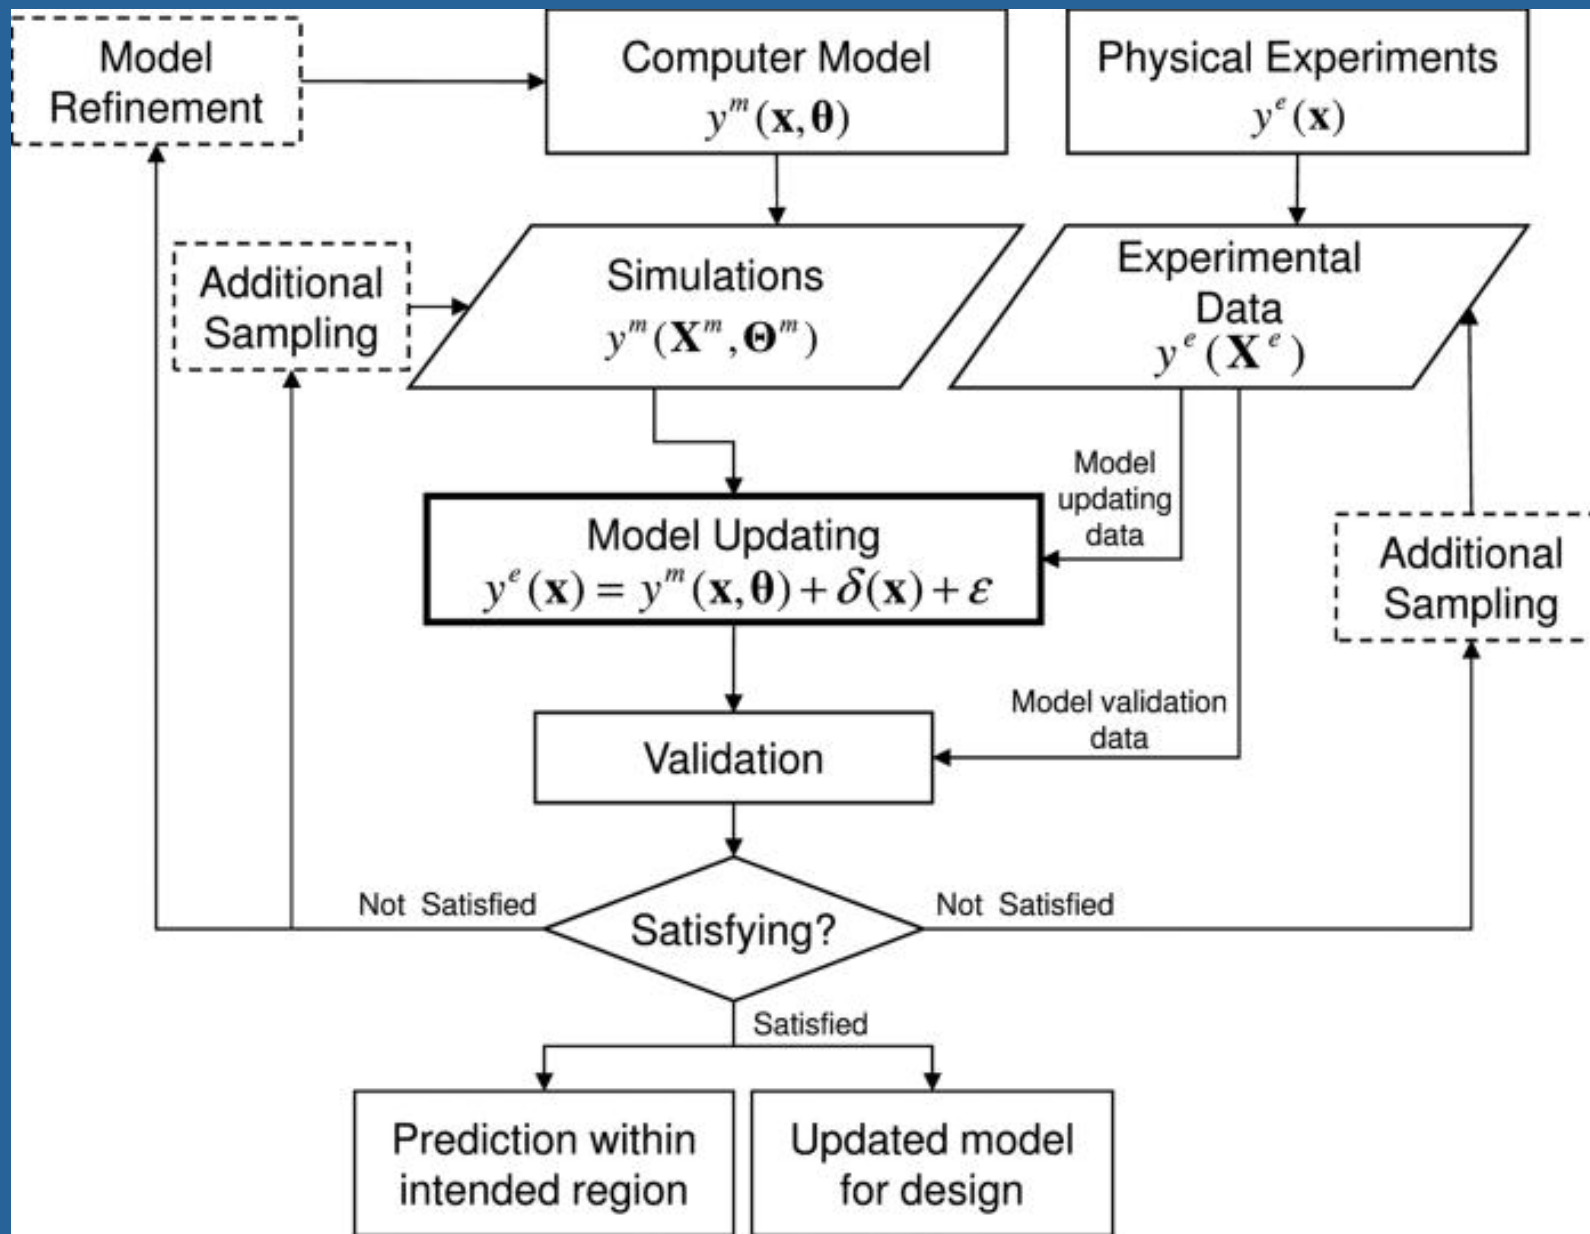 Model
Refinement
Computer Model
y^m(x, θ)
Physical Experiments
y^e(x)
Additional
Sampling
Simulations
y^m(X^m, Θ^m)
Experimental
Data
y^e(X^e)
Model
updating
data
Model Updating
y^e(x) = y^m(x, θ) + δ(x) + ε
Additional
Sampling
Model validation
data
Validation
Not Satisfied
Satisfying?
Not Satisfied
Satisfied
Prediction within
intended region
Updated model
for design